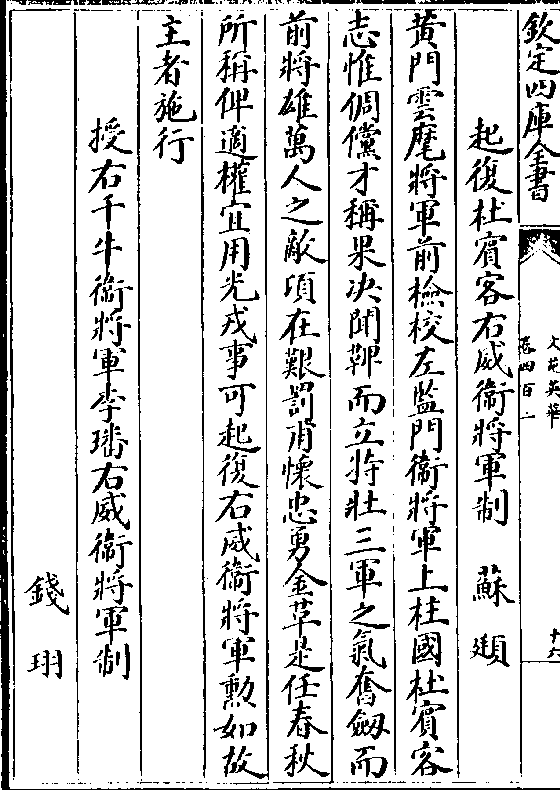 欽定四庫全書
文苑英華
卷四百一
十六
起復杜賓客右威衛將軍制　蘇頲
黄門雲麾將軍前檢校左監門衛將軍上柱國杜賓客
志惟倜儻才稱果决聞鞞而立將壯三軍之氣奮劒而
前將雄萬人之敵項在艱罰甫懷忠勇金革是任春秋
所稱俾適權宜用光戎事可起復右威衛將軍勳如故
主者施行
授右千牛衛將軍李璠右威衛將軍制
錢珝